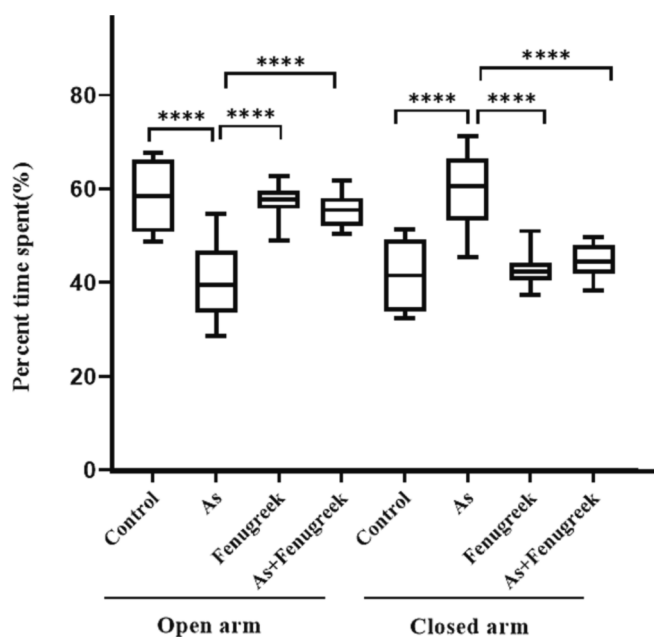 ****
****
****
****
****
****
Percent time spent(%)
80
60
40
20
0
Control
As
Fenugreek
As+Fenugreek
Control
As
Fenugreek
As+Fenugreek
Open arm
Closed arm